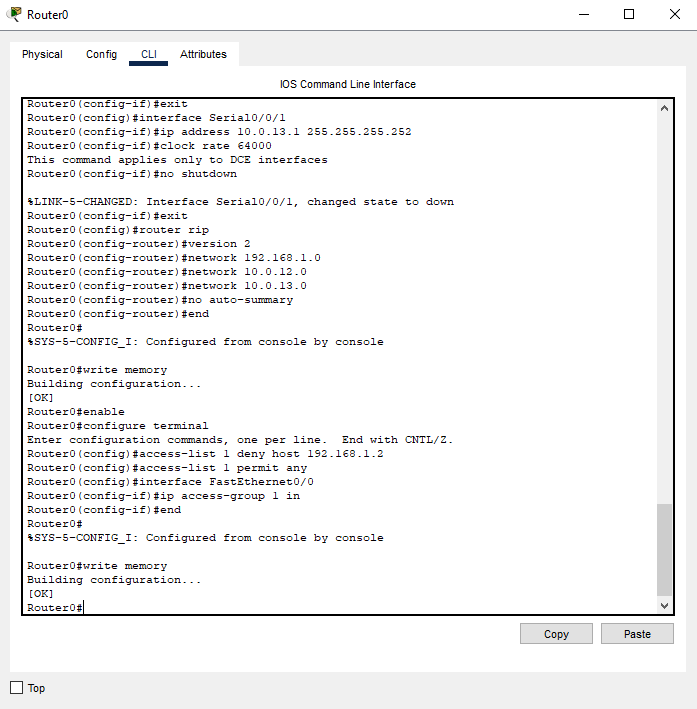 Router0
Physical Config CLI Attributes
IOS Command Line Interface
Router0(config-if)#exit
Router0(config)#interface Serial0/0/1
Router0(config-if)#ip address 10.0.13.1 255.255.255.252
Router0(config-if)#clock rate 64000
This command applies only to DCE interfaces
Router0(config-if)#no shutdown

%LINK-5-CHANGED: Interface Serial0/0/1, changed state to down
Router0(config-if)#exit
Router0(config)#router rip
Router0(config-router)#version 2
Router0(config-router)#network 192.168.1.0
Router0(config-router)#network 10.0.12.0
Router0(config-router)#network 10.0.13.0
Router0(config-router)#no auto-summary
Router0(config-router)#end
Router0#
%SYS-5-CONFIG_I: Configured from console by console

Router0#write memory
Building configuration...
[OK]
Router0#enable
Router0#configure terminal
Enter configuration commands, one per line.  End with CNTL/Z.
Router0(config)#access-list 1 deny host 192.168.1.2
Router0(config)#access-list 1 permit any
Router0(config)#interface FastEthernet0/0
Router0(config-if)#ip access-group 1 in
Router0(config-if)#end
Router0#
%SYS-5-CONFIG_I: Configured from console by console

Router0#write memory
Building configuration...
[OK]
Router0#
Copy Paste
Top